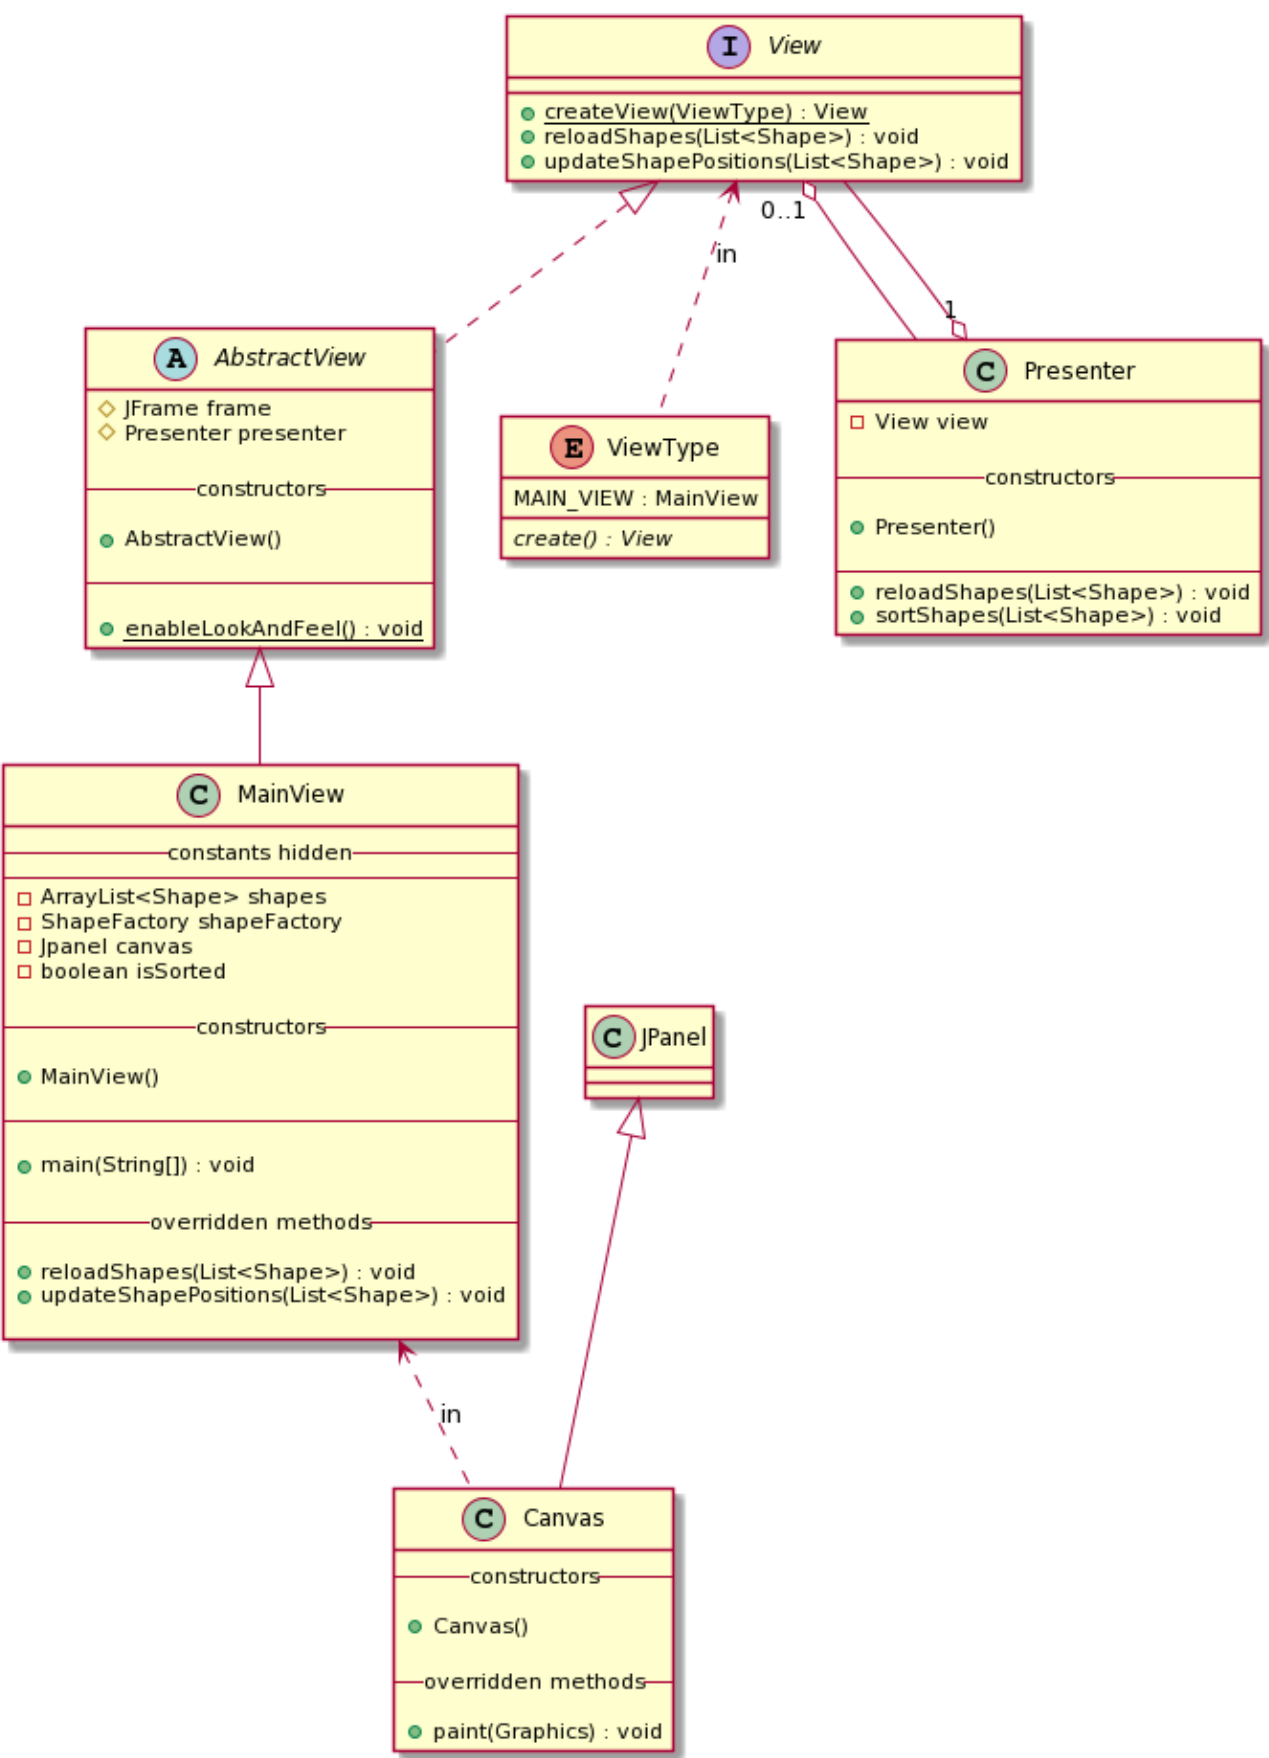 I View
createView(ViewType) : View
reloadShapes(List<Shape>) : void
updateShapePositions(List<Shape>) : void
0..1
in
1
A AbstractView
JFrame frame
Presenter presenter
constructors
AbstractView()
enableLookAndFeel() : void
E ViewType
MAIN_VIEW : MainView
create() : View
C Presenter
View view
constructors
Presenter()
reloadShapes(List<Shape>) : void
sortShapes(List<Shape>) : void
C MainView
constants hidden
ArrayList<Shape> shapes
ShapeFactory shapeFactory
Jpanel canvas
boolean isSorted
constructors
MainView()
main(String[]) : void
overridden methods
reloadShapes(List<Shape>) : void
updateShapePositions(List<Shape>) : void
C JPanel
in
C Canvas
constructors
Canvas()
overridden methods
paint(Graphics) : void